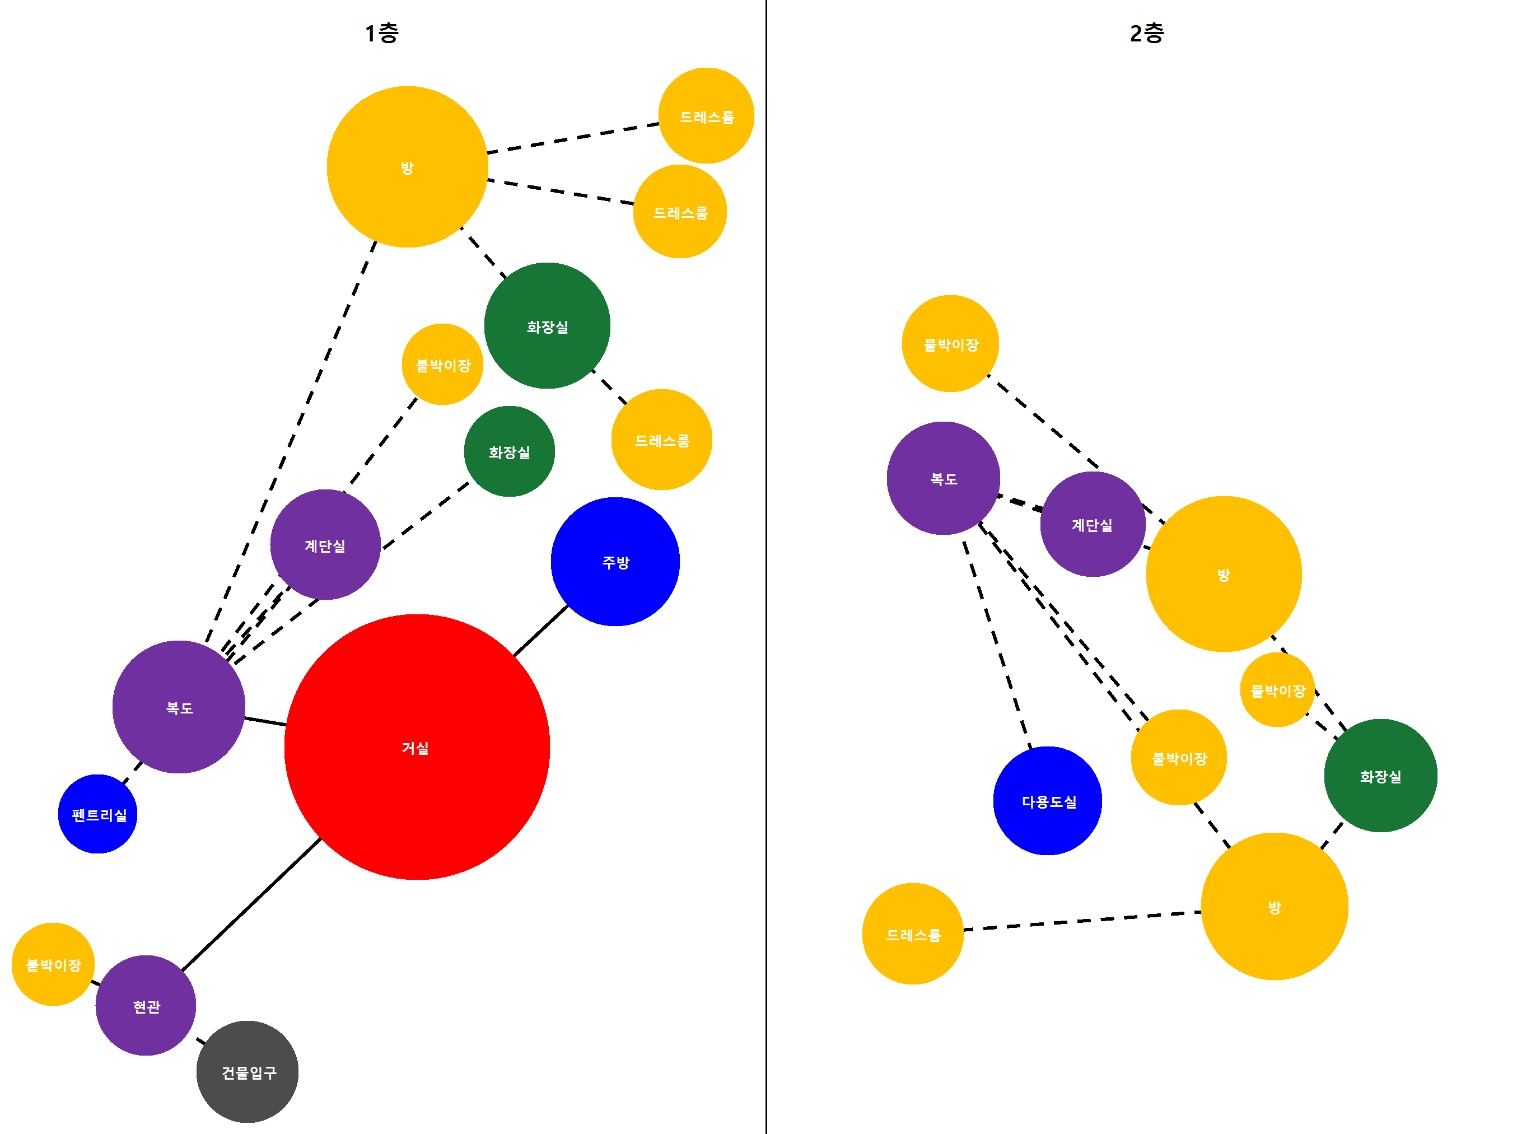 1층
드레스룸
방
드레스룸
화장실
붙박이장
드레스룸
화장실
계단실
주방
복도
거실
펜트리실
붙박이장
현관
건물입구
2층
붙박이장
복도
계단실
방
붙박이장
붙박이장
화장실
다용도실
방
드레스룸